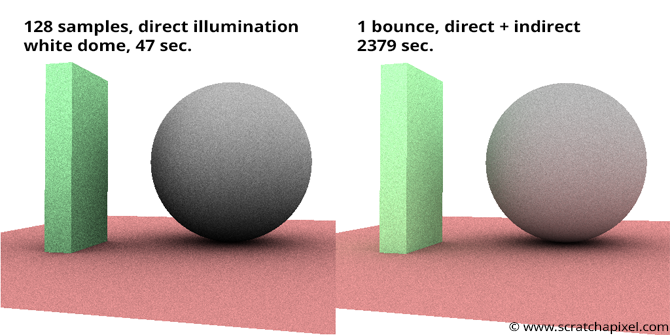 128 samples, direct illumination
white dome, 47 sec.
1 bounce, direct + indirect
2379 sec.
© www.scratchapixel.com